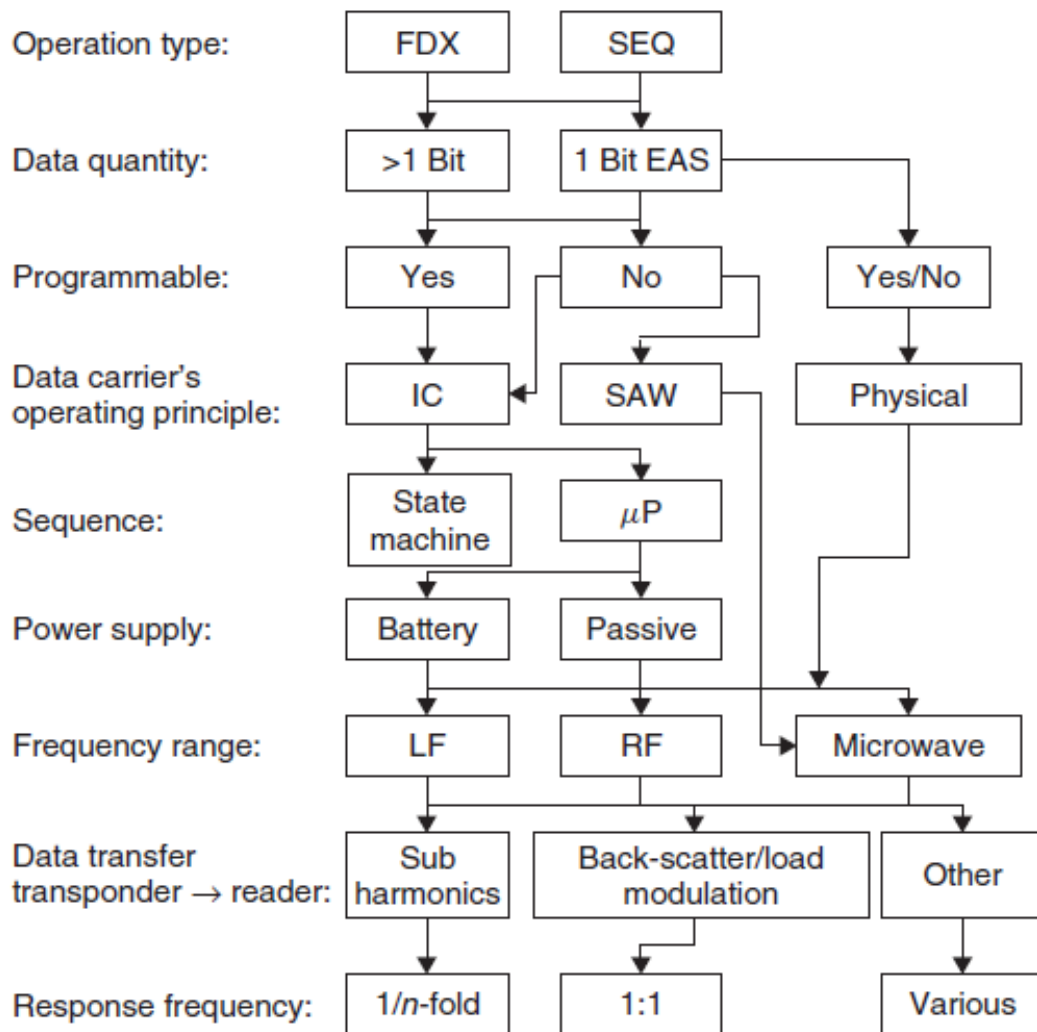 Operation type:
FDX
SEQ
Data quantity:
>1 Bit
1 Bit EAS
Programmable:
Yes
No
Yes/No
Data carrier's
operating principle:
IC
SAW
Physical
Sequence:
State
machine
μP
Power supply:
Battery
Passive
Frequency range:
LF
RF
Microwave
Data transfer
transponder → reader:
Sub
harmonics
Back-scatter/load
modulation
Other
Response frequency:
1/n-fold
1:1
Various